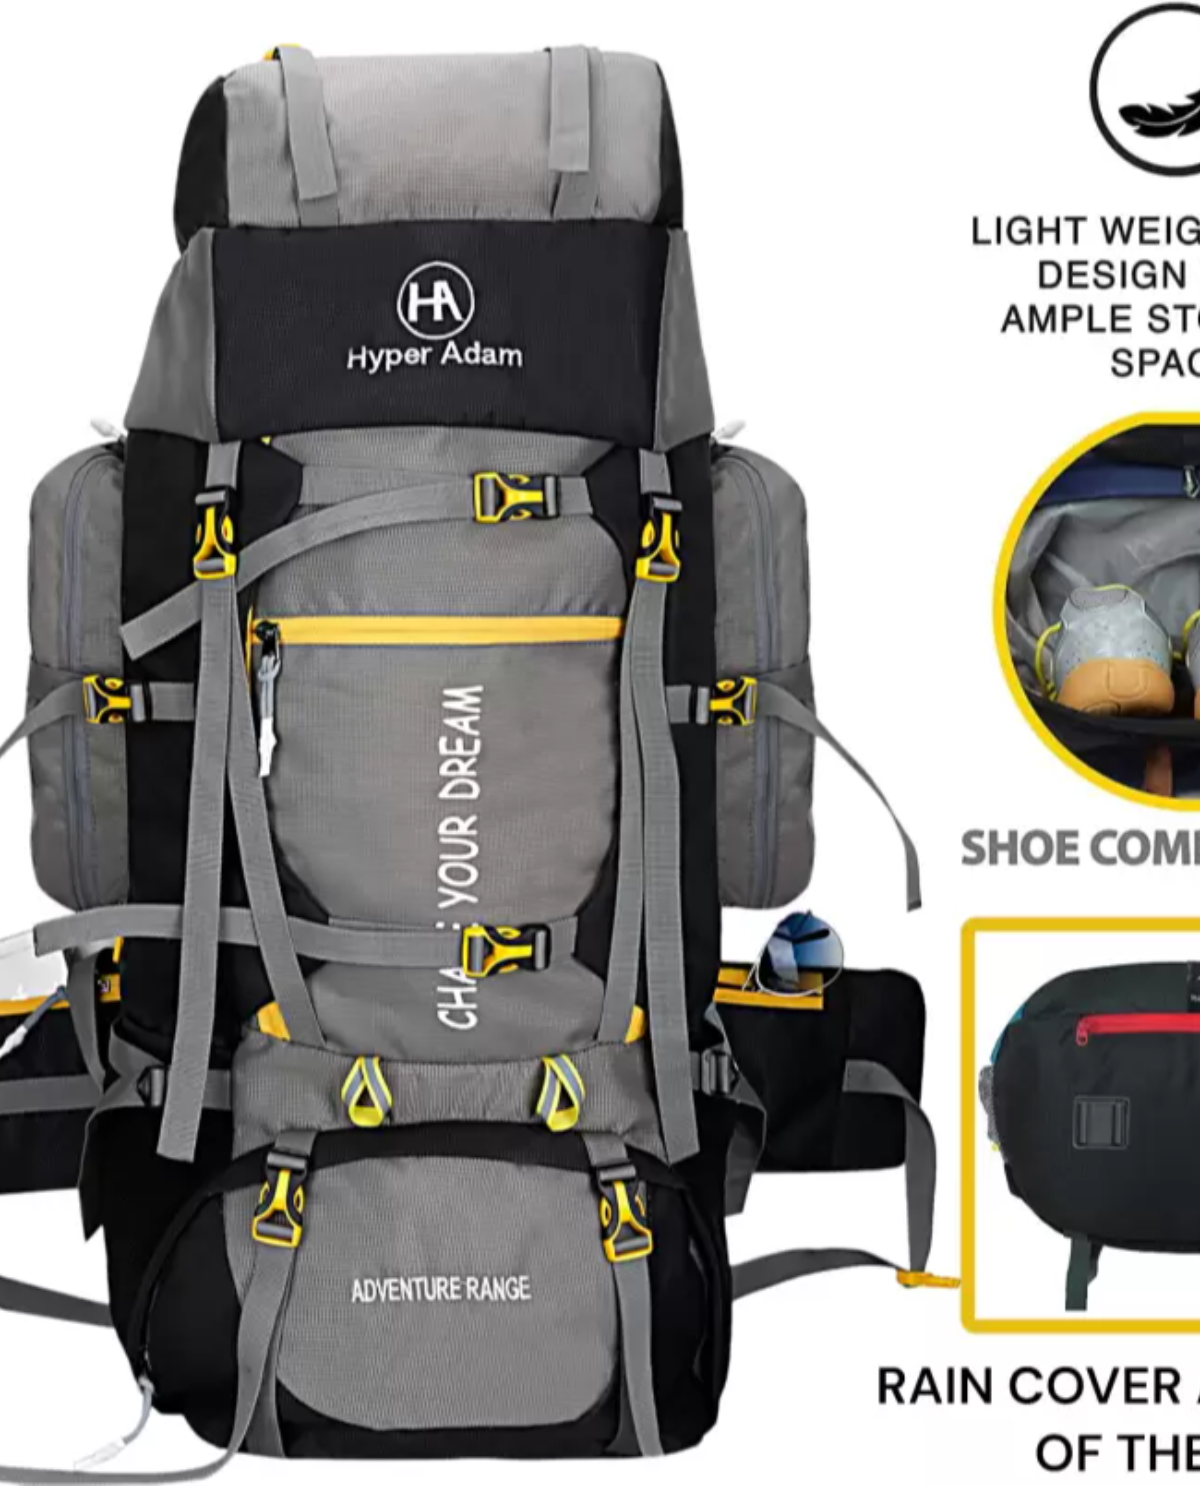 HA
Hyper Adam
CHA YOUR DREAM
ADVENTURE RANGE
LIGHT WEIG
DESIGN
AMPLE STO
SPAC
SHOE COM
RAIN COVER
OF THE